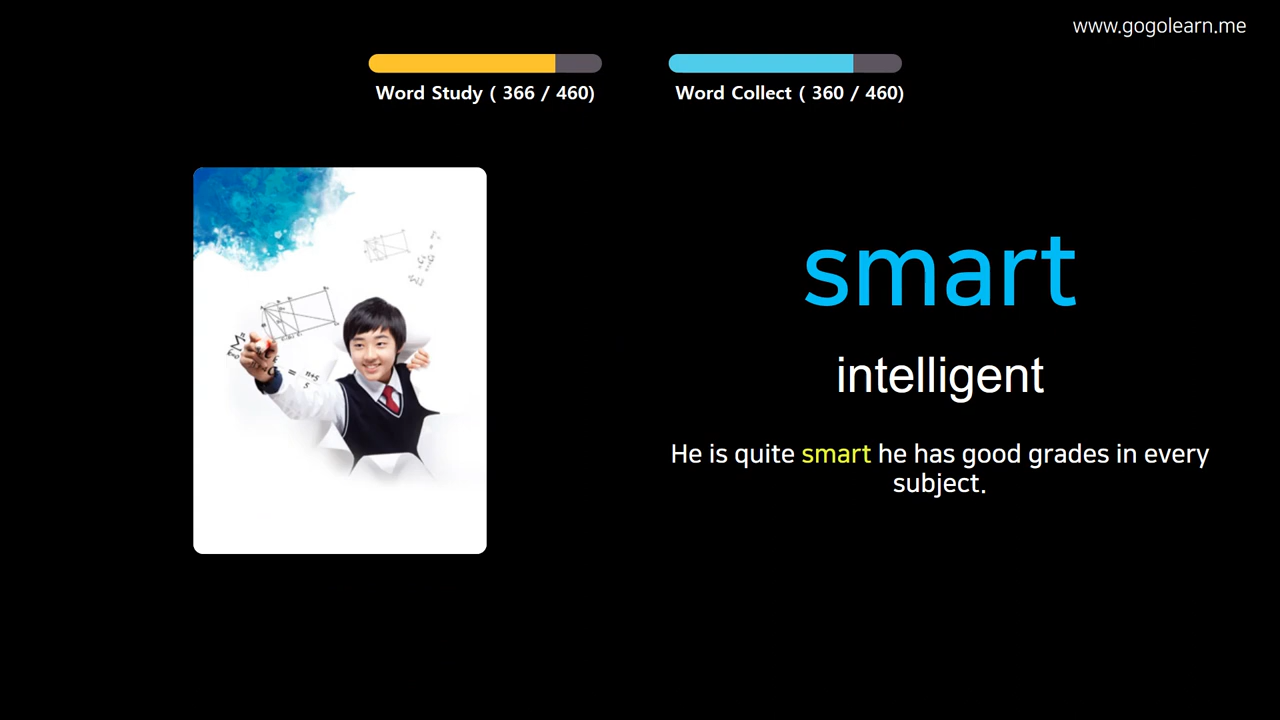 www.gogolearn.me
Word Study ( 366 / 460)
Word Collect ( 360 / 460)
smart
intelligent
He is quite smart he has good grades in every
subject.